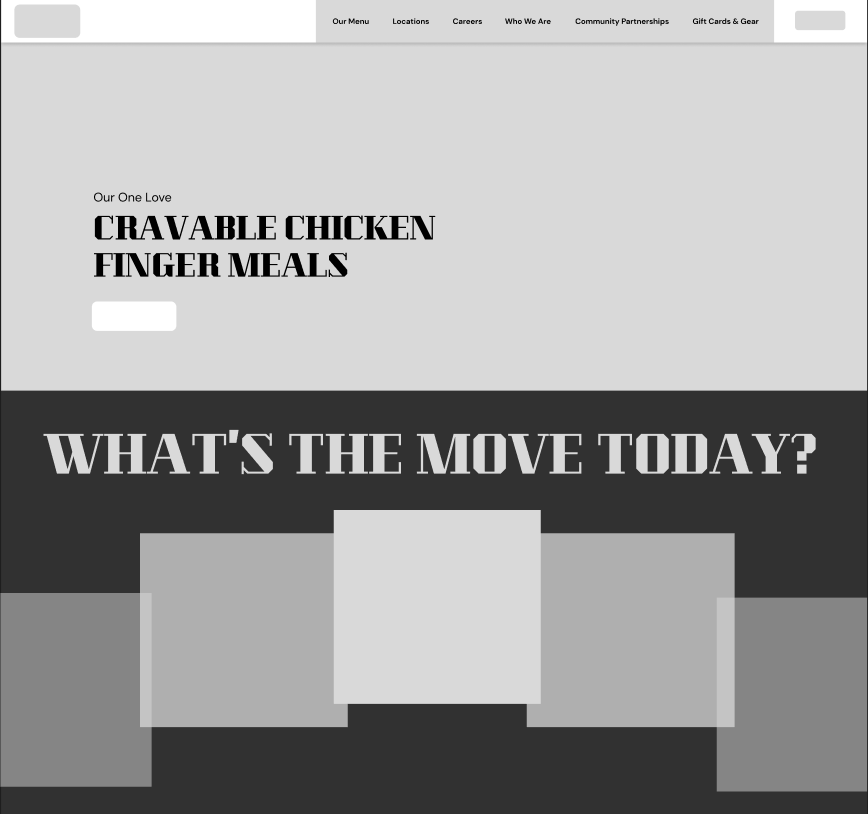 Our Menu Locations Careers Who We Are Community Partnerships Gift Cards & Gear
Our One Love
CRAVABLE CHICKEN
FINGER MEALS
WHAT'S THE MOVE TODAY?